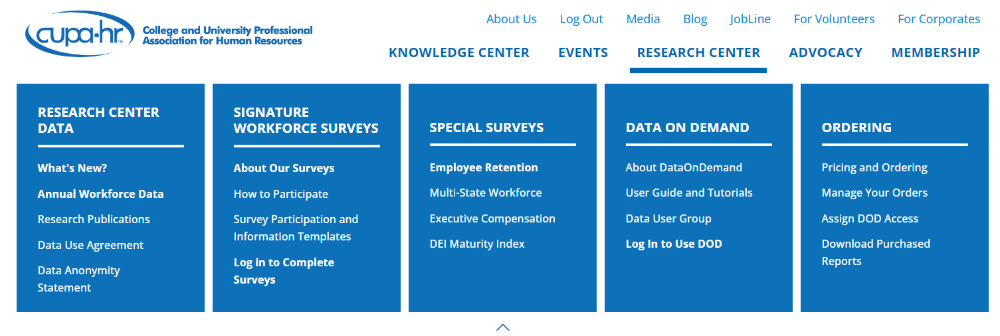 cupa-hr™
College and University Professional
Association for Human Resources
About Us
Log Out
Media
Blog
JobLine
For Volunteers
For Corporates
KNOWLEDGE CENTER
EVENTS
RESEARCH CENTER
ADVOCACY
MEMBERSHIP
RESEARCH CENTER
DATA
What's New?
Annual Workforce Data
Research Publications
Data Use Agreement
Data Anonymity
Statement
SIGNATURE
WORKFORCE SURVEYS
About Our Surveys
How to Participate
Survey Participation and
Information Templates
Log in to Complete
Surveys
SPECIAL SURVEYS
Employee Retention
Multi-State Workforce
Executive Compensation
DEI Maturity Index
DATA ON DEMAND
About DataOnDemand
User Guide and Tutorials
Data User Group
Log In to Use DOD
ORDERING
Pricing and Ordering
Manage Your Orders
Assign DOD Access
Download Purchased
Reports